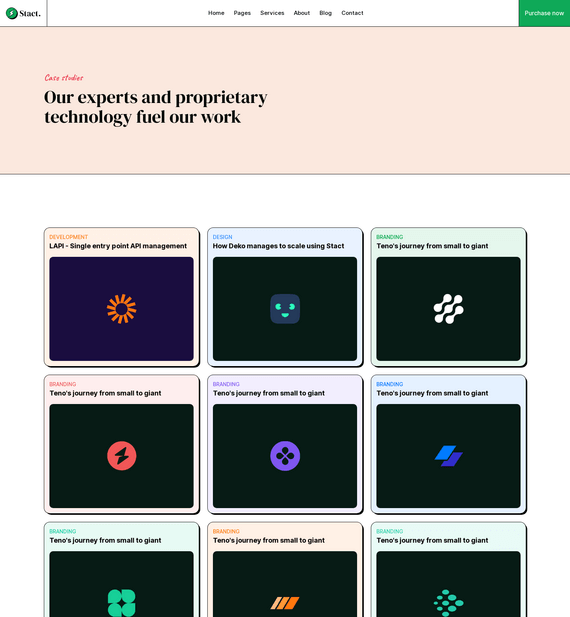 Stact.
Home Pages Services About Blog Contact
Purchase now
Case studies
Our experts and proprietary
technology fuel our work
DEVELOPMENT
LAPI - Single entry point API management
DESIGN
How Deko manages to scale using Stact
BRANDING
Teno's journey from small to giant
BRANDING
Teno's journey from small to giant
BRANDING
Teno's journey from small to giant
BRANDING
Teno's journey from small to giant
BRANDING
Teno's journey from small to giant
BRANDING
Teno's journey from small to giant
BRANDING
Teno's journey from small to giant